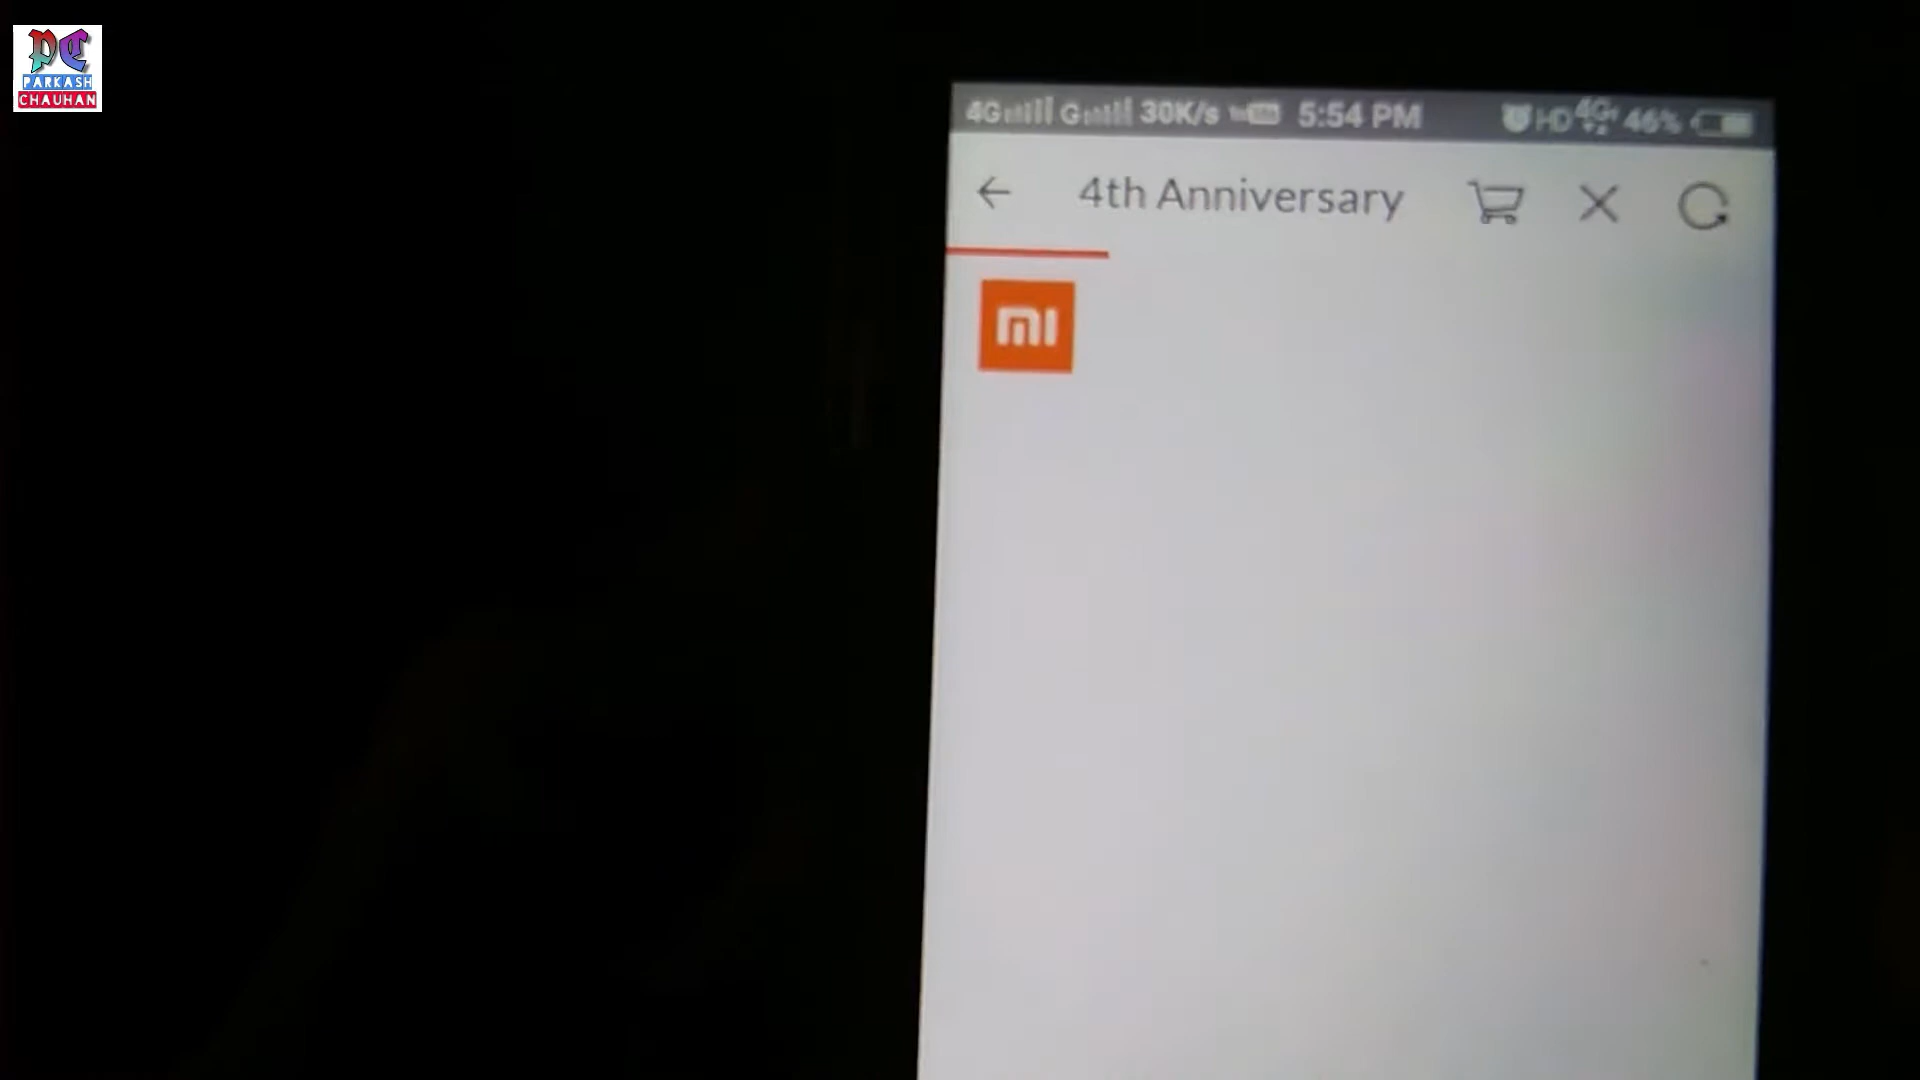 PC
PARKASH
CHAUHAN
4G G 30K/s 5:54 PM HD 4G 46%
4th Anniversary
mi